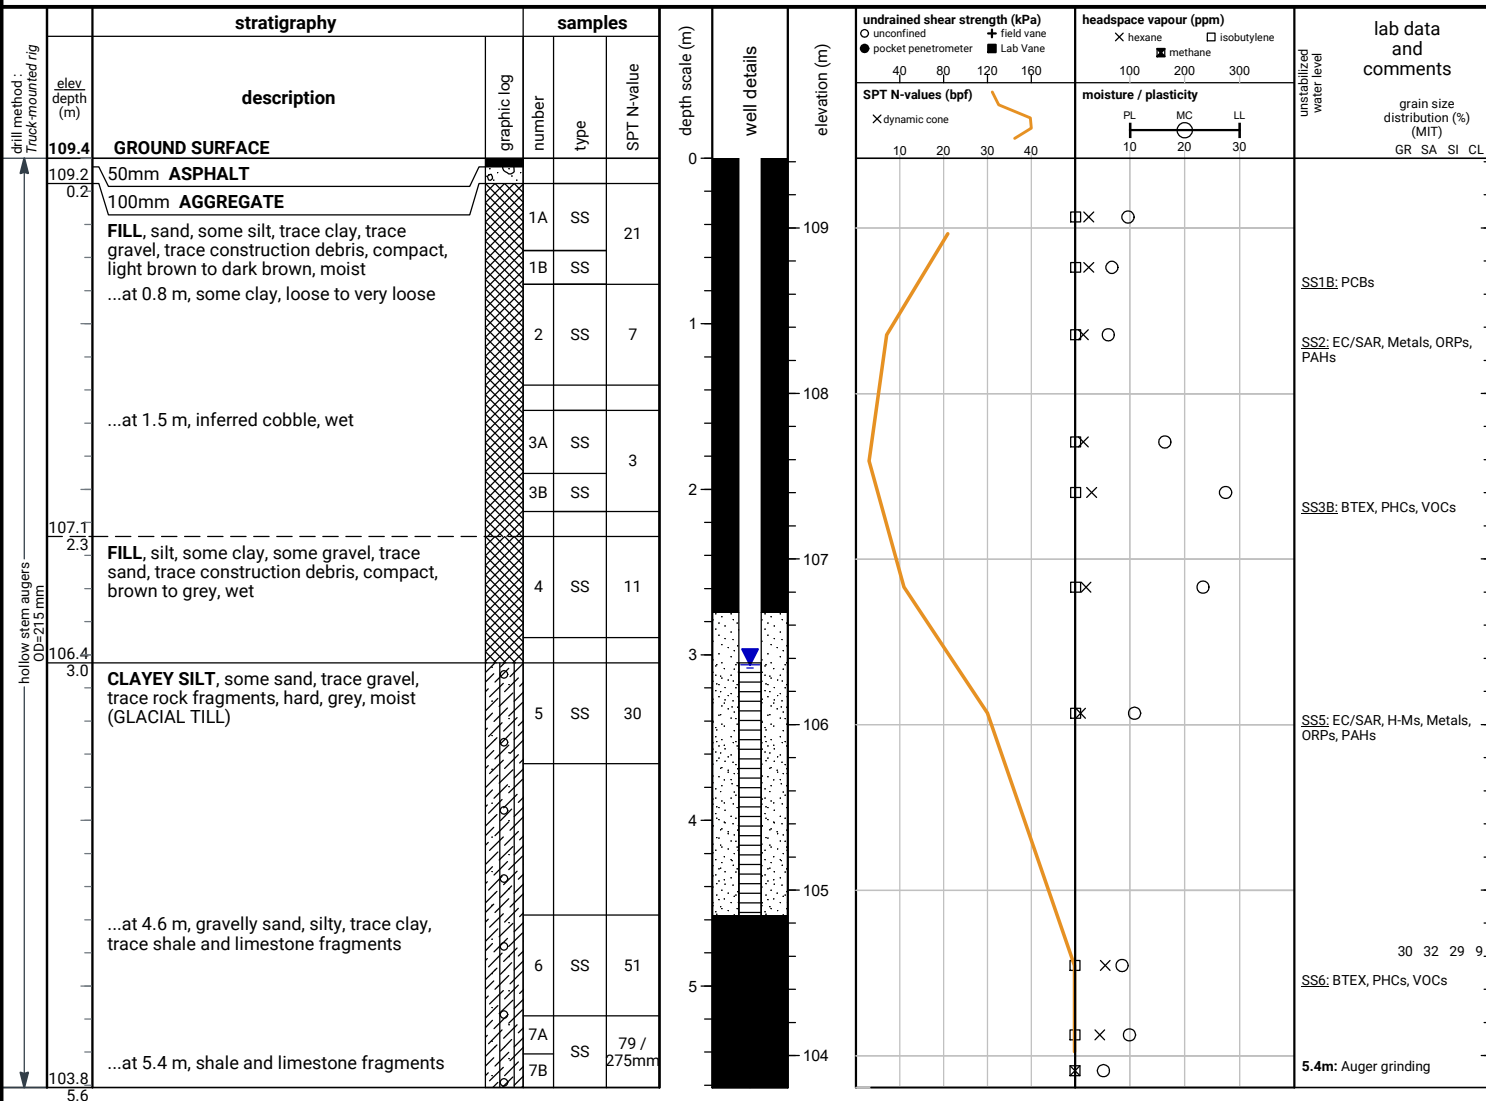 stratigraphy
samples
drill method :
Truck-mounted rig
elev
depth
(m)
description
graphic log
number
type
SPT N-value
depth scale (m)
well details
elevation (m)
undrained shear strength (kPa)
unconfined
field vane
pocket penetrometer
Lab Vane
40 80 120 160
SPT N-values (bpf)
dynamic cone
10 20 30 40
headspace vapour (ppm)
hexane
isobutylene
methane
100 200 300
moisture / plasticity
PL MC LL
10 20 30
unstabilized
water level
lab data
and
comments
grain size
distribution (%)
(MIT)
GR SA SI CL
109.4 GROUND SURFACE
50mm ASPHALT
109.2
0.2
100mm AGGREGATE
FILL, sand, some silt, trace clay, trace
gravel, trace construction debris, compact,
light brown to dark brown, moist
...at 0.8 m, some clay, loose to very loose
...at 1.5 m, inferred cobble, wet
107.1
2.3
FILL, silt, some clay, some gravel, trace
sand, trace construction debris, compact,
brown to grey, wet
106.4
3.0
CLAYEY SILT, some sand, trace gravel,
trace rock fragments, hard, grey, moist
(GLACIAL TILL)
...at 4.6 m, gravelly sand, silty, trace clay,
trace shale and limestone fragments
...at 5.4 m, shale and limestone fragments
103.8
5.6
hollow stem augers
OD=215 mm
1A SS
21
1B SS
2 SS 7
3A SS
3
3B SS
4 SS 11
5 SS 30
6 SS 51
7A
SS
79 /
275mm
7B
0
1
2
3
4
5
109
108
107
106
105
104
SS1B: PCBs
SS2: EC/SAR, Metals, ORPs,
PAHs
SS3B: BTEX, PHCs, VOCs
SS5: EC/SAR, H-Ms, Metals,
ORPs, PAHs
30 32 29 9
SS6: BTEX, PHCs, VOCs
5.4m: Auger grinding